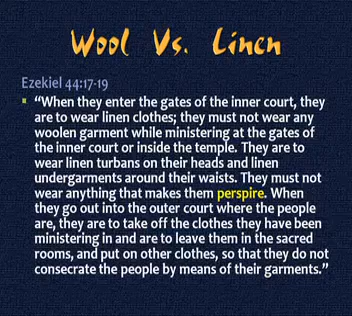 Wool Vs. Linen
Ezekiel 44:17-19
“When they enter the gates of the inner court, they
are to wear linen clothes; they must not wear any
woolen garment while ministering at the gates of
the inner court or inside the temple. They are to
wear linen turbans on their heads and linen
undergarments around their waists. They must not
wear anything that makes them perspire. When
they go out into the outer court where the people
are, they are to take off the clothes they have been
ministering in and are to leave them in the sacred
rooms, and put on other clothes, so that they do not
consecrate the people by means of their garments.”